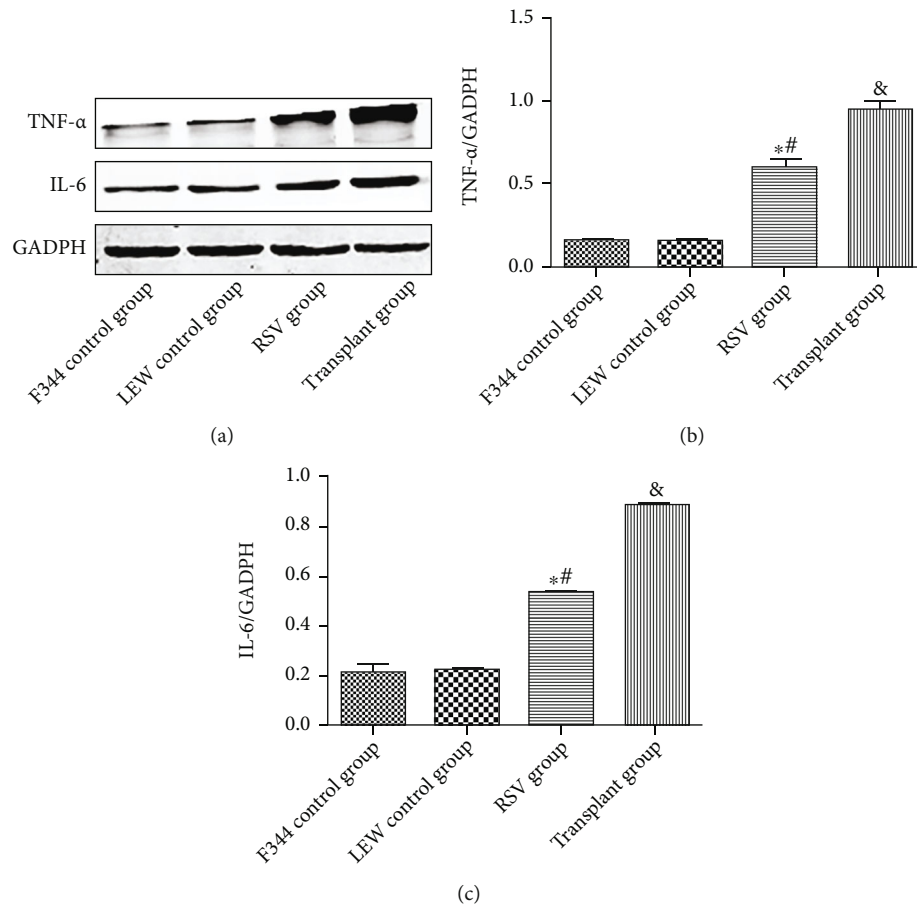 TNF-α
IL-6
GADPH
F344 control group
LEW control group
RSV group
Transplant group
(a)
TNF-α/GADPH
1.5
1.0
0.5
0.0
*#
&
F344 control group
LEW control group
RSV group
Transplant group
(b)
IL-6/GADPH
1.0
0.8
0.6
0.4
0.2
0.0
*#
&
F344 control group
LEW control group
RSV group
Transplant group
(c)